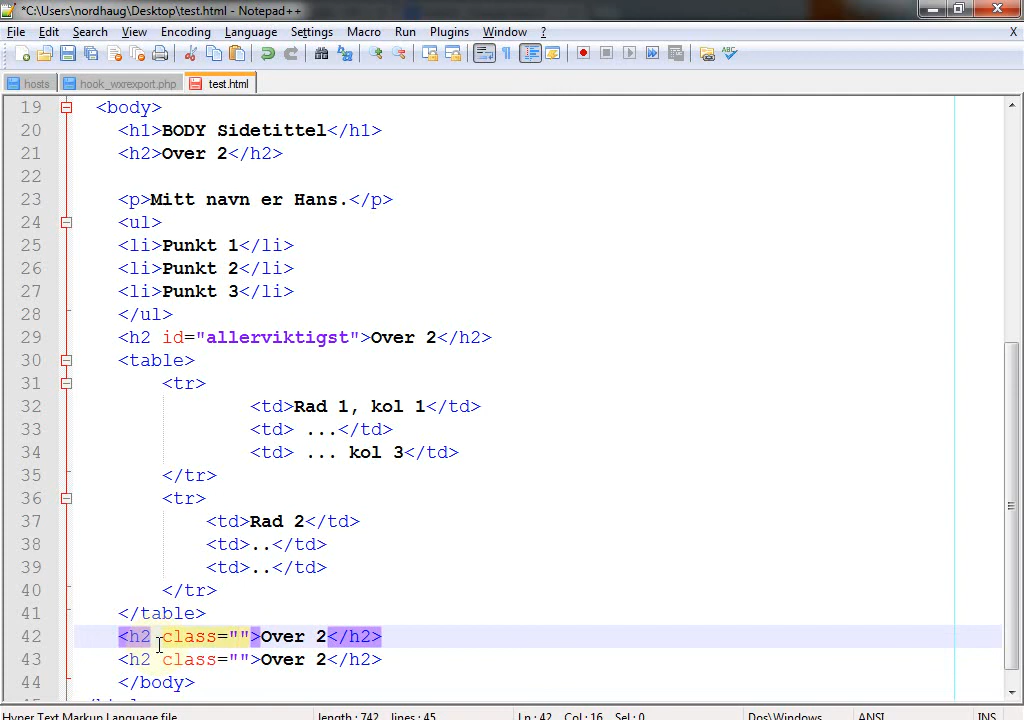 *C:\Users\nordhaug\Desktop\test.html - Notepad++
File Edit Search View Encoding Language Settings Macro Run Plugins Window ? X
hosts hook_wxrexport.php test.html
19 <body>
20 <h1>BODY Sidetittel</h1>
21 <h2>Over 2</h2>
22
23 <p>Mitt navn er Hans.</p>
24 <ul>
25 <li>Punkt 1</li>
26 <li>Punkt 2</li>
27 <li>Punkt 3</li>
28 </ul>
29 <h2 id="allerviktigst">Over 2</h2>
30 <table>
31 <tr>
32 <td>Rad 1, kol 1</td>
33 <td> ...</td>
34 <td> ... kol 3</td>
35 </tr>
36 <tr>
37 <td>Rad 2</td>
38 <td>..</td>
39 <td>..</td>
40 </tr>
41 </table>
42 <h2 class="">Over 2</h2>
43 <h2 class="">Over 2</h2>
44 </body>
Hyper Text Markup Language file length : 742 lines : 45 Ln : 42 Col : 16 Sel : 0 Dos\Windows ANSI INS